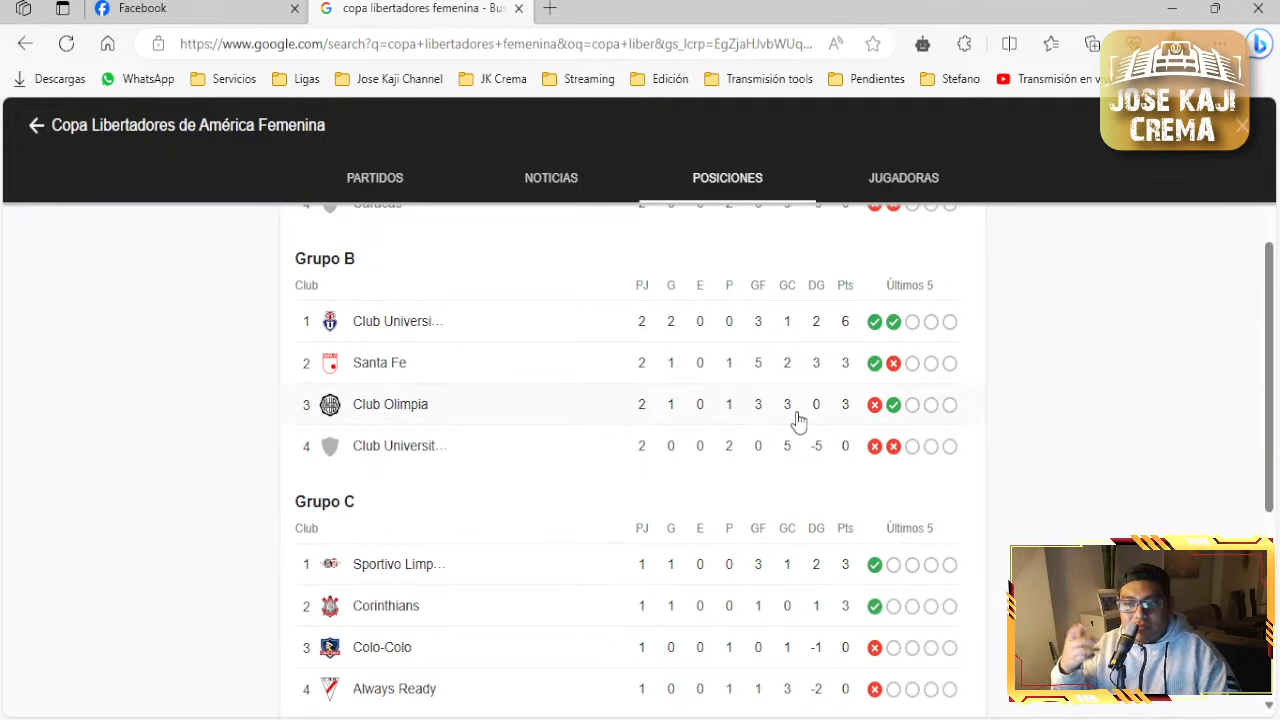 Facebook
copa libertadores femenina - Bus
https://www.google.com/search?q=copa+libertadores+femenina&oq=copa+liber&gs_lcrp=EgZjaHJvbWUq...
Descargas WhatsApp Servicios Ligas Jose Kaji Channel IK Crema Streaming Edición Transmisión todos Pendientes Stefano Transmisión en v
JOSE KAJI
CREMA
Copa Libertadores de América Femenina
PARTIDOS NOTICIAS POSICIONES JUGADORAS
Grupo B
Club PJ G E P GF GC DG Pts Últimos 5
1 Club Universi... 2 2 0 0 3 1 2 6
2 Santa Fe 2 1 0 1 5 2 3 3
3 Club Olimpia 2 1 0 1 3 3 0 3
4 Club Universit... 2 0 0 2 0 5 -5 0
Grupo C
Club PJ G E P GF GC DG Pts Últimos 5
1 Sportivo Limp... 1 1 0 0 3 1 2 3
2 Corinthians 1 1 0 0 1 0 1 3
3 Colo-Colo 1 0 0 1 0 1 -1 0
4 Always Ready 1 0 0 1 1 3 -2 0